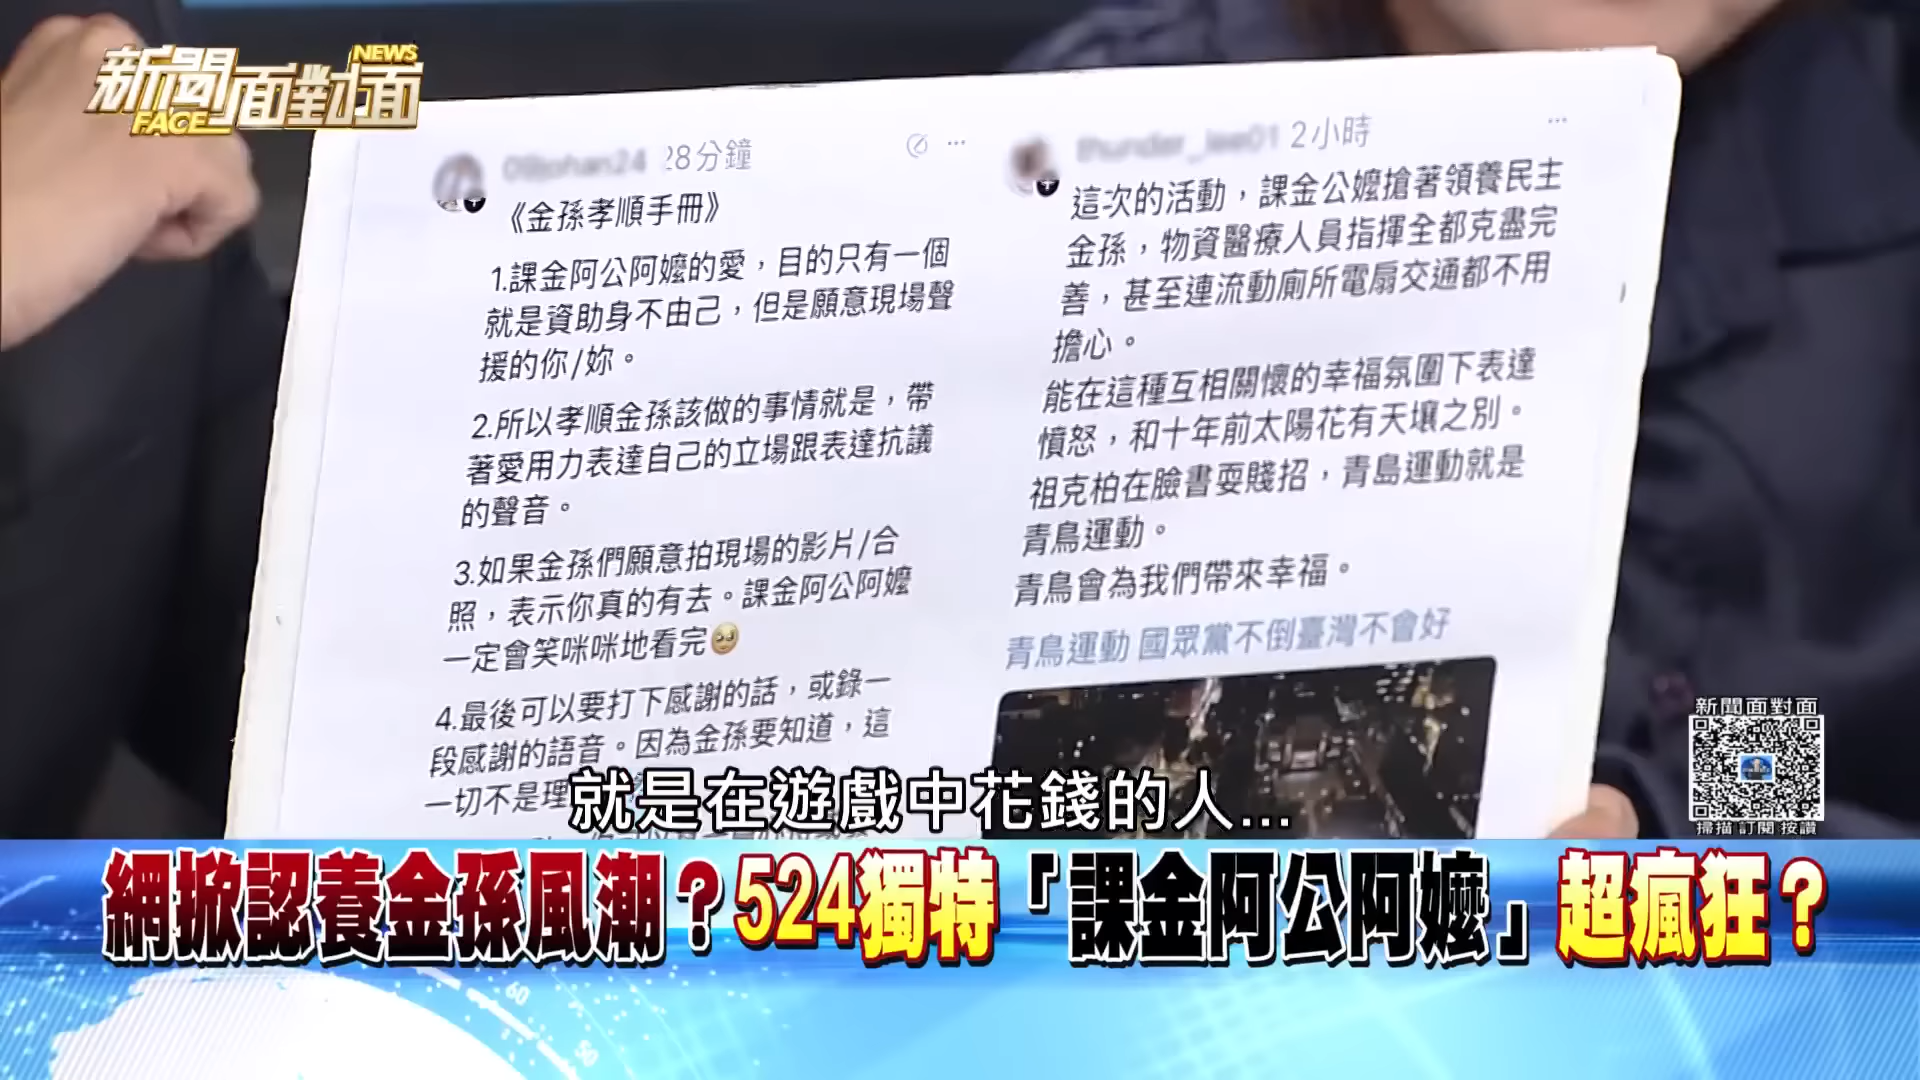 新聞面對面
NEWS
FACE
28分鐘
《金孫孝順手冊》
1.課金阿公阿嬤的愛，目的只有一個
就是資助身不由己，但是願意現場聲
援的你/妳。
2.所以孝順金孫該做的事情就是，帶
著愛用力表達自己的立場跟表達抗議
的聲音。
3.如果金孫們願意拍現場的影片/合
照，表示你真的有去。課金阿公阿嬤
一定會笑咪咪地看完🥹
4.最後可以要打下感謝的話，或錄一
段感謝的語音。因為金孫要知道，這
一切不是理
2小時
這次的活動，課金公嬤搶著領養民主
金孫，物資醫療人員指揮全都克盡完
善，甚至連流動廁所電扇交通都不用
擔心。
能在這種互相關懷的幸福氛圍下表達
憤怒，和十年前太陽花有天壤之別。
祖克柏在臉書耍賤招，青島運動就是
青鳥運動。
青鳥會為我們帶來幸福。
青鳥運動 國眾黨不倒臺灣不會好
新聞面對面
掃描 訂閱 按讚
就是在遊戲中花錢的人...
網掀認養金孫風潮？524獨特「課金阿公阿嬤」超瘋狂？
60
50